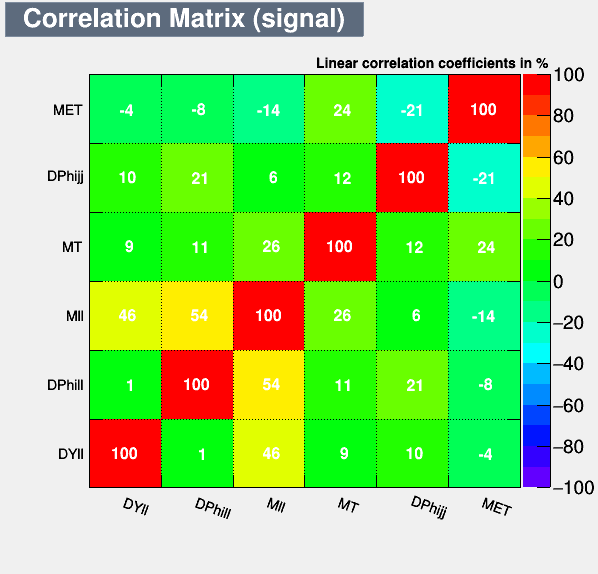 Correlation Matrix (signal)
Linear correlation coefficients in %
MET -4 -8 -14 24 -21 100
DPhijj 10 21 6 12 100 -21
MT 9 11 26 100 12 24
Mll 46 54 100 26 6 -14
DPhill 1 100 54 11 21 -8
DYll 100 1 46 9 10 -4
DYll DPhill Mll MT DPhijj MET
100
80
60
40
20
0
−20
−40
−60
−80
−100